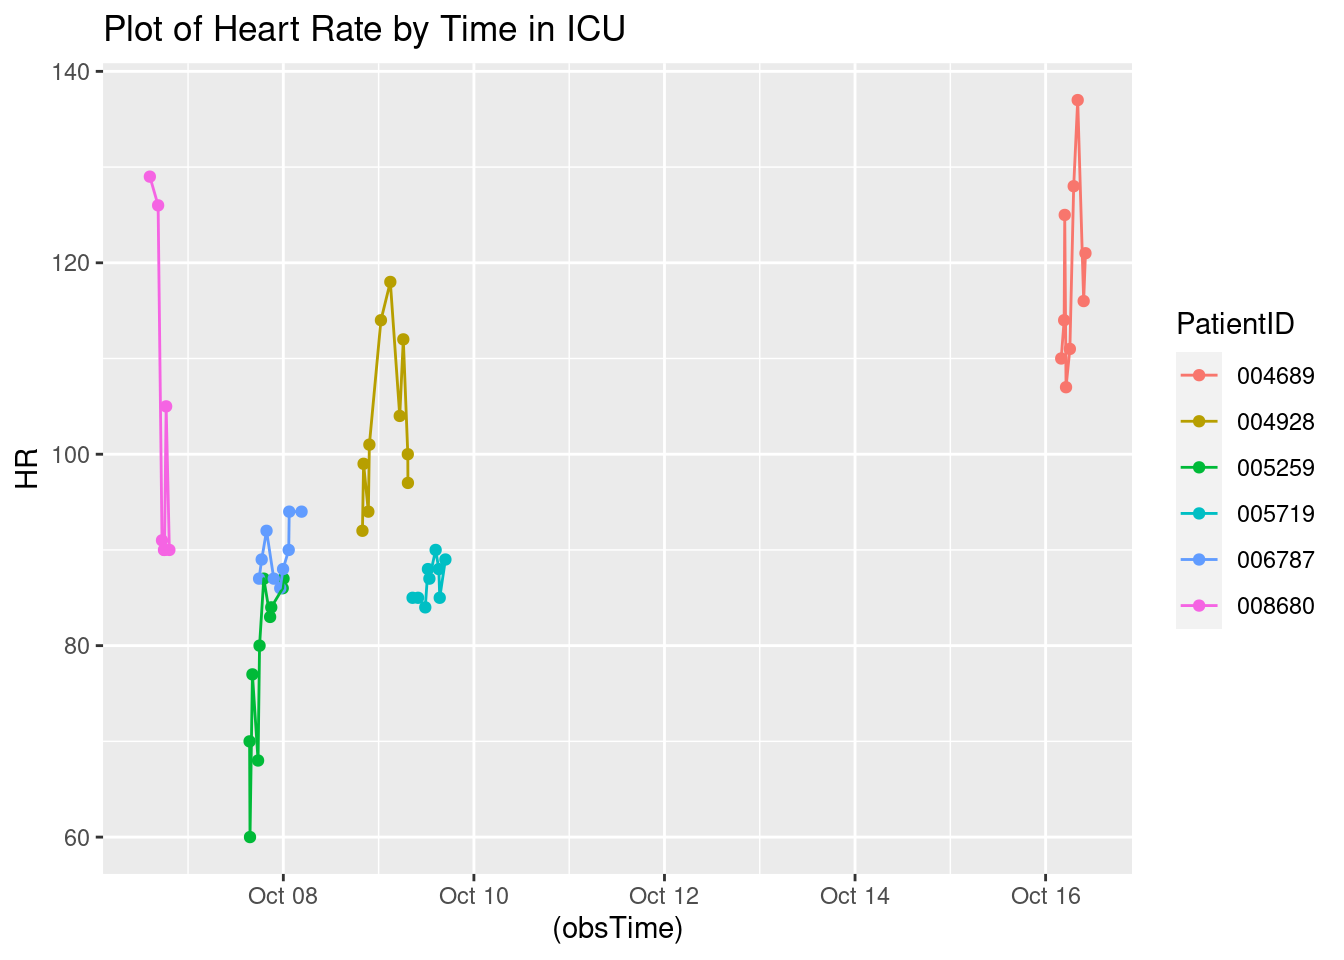 Plot of Heart Rate by Time in ICU
140
120
100
80
60
HR
Oct 08
Oct 10
Oct 12
Oct 14
Oct 16
(obsTime)
PatientID
004689
004928
005259
005719
006787
008680